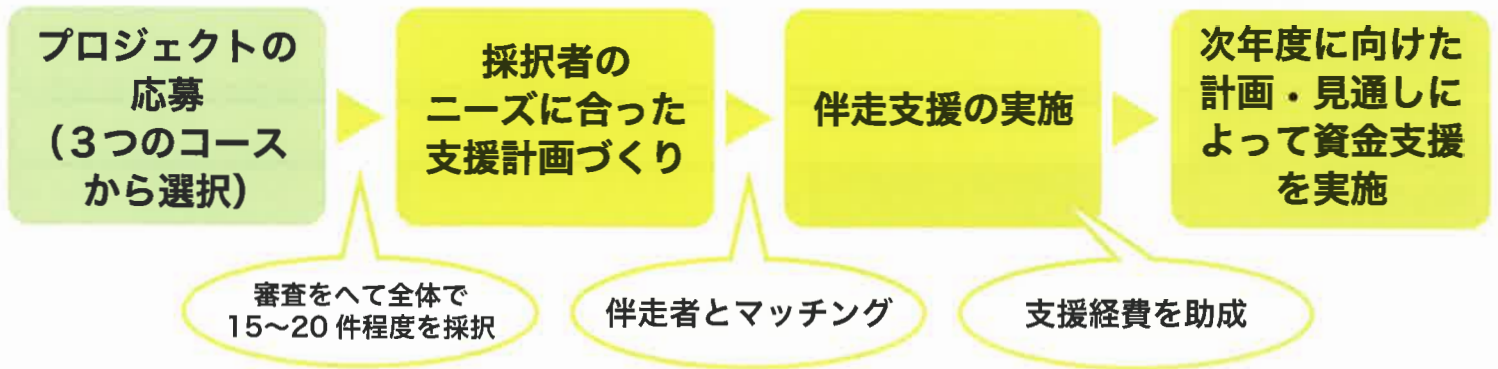 プロジェクトの
応募
（３つのコース
から選択）
採択者の
ニーズに合った
支援計画づくり
伴走支援の実施
次年度に向けた
計画・見通しに
よって資金支援
を実施
審査をへて全体で
15〜20 件程度を採択
伴走者とマッチング
支援経費を助成